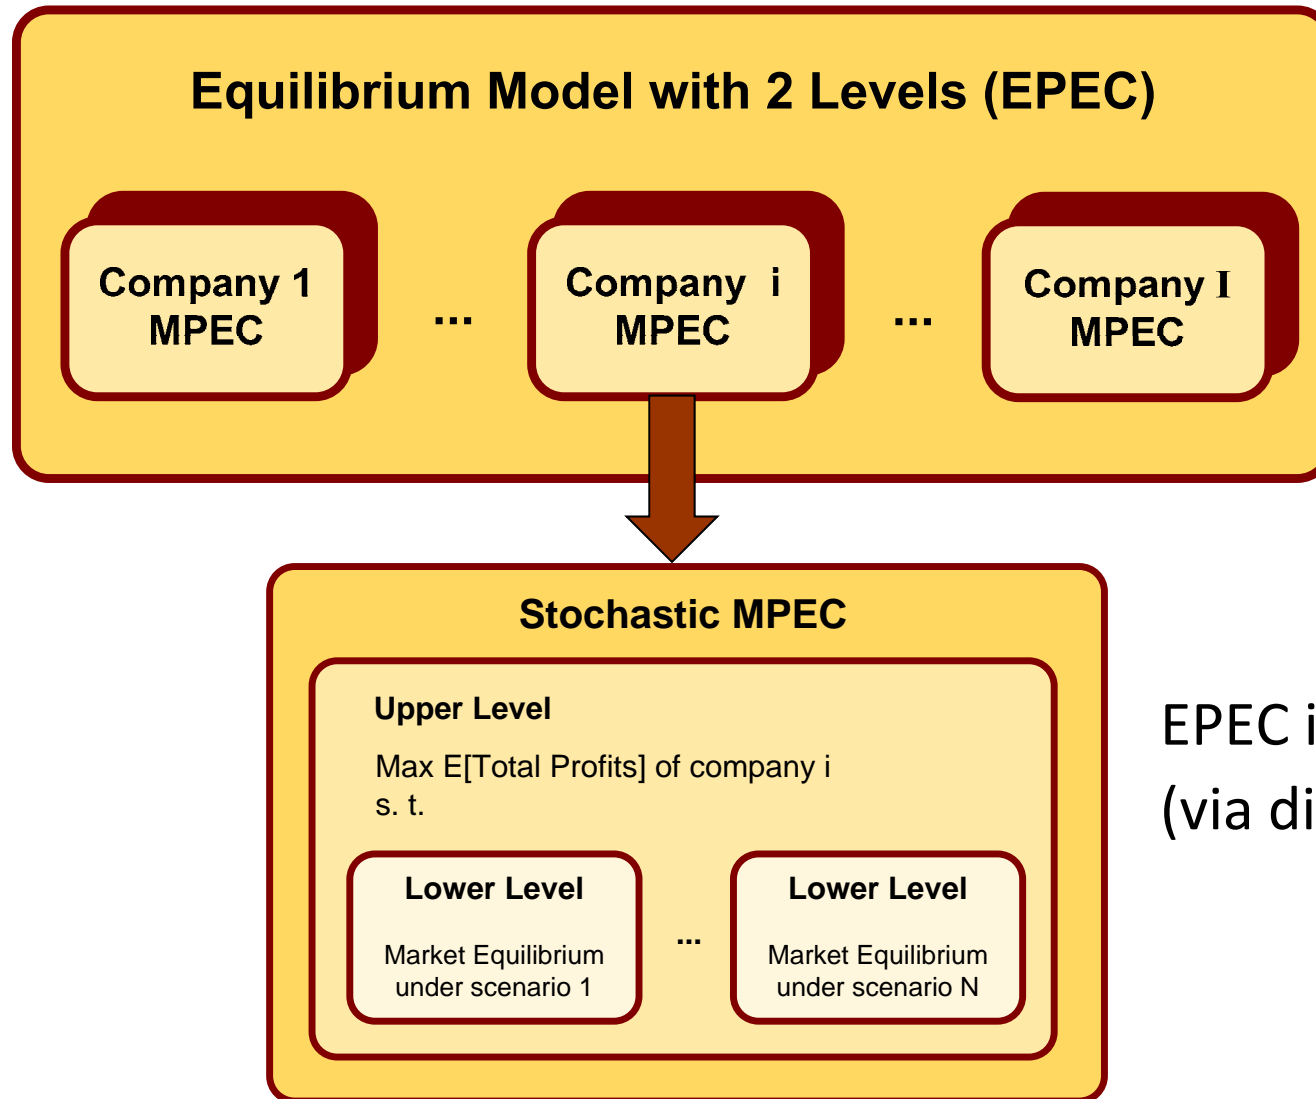 Equilibrium Model with 2 Levels (EPEC)
Company 1
MPEC
...
Company i
MPEC
...
Company I
MPEC
Stochastic MPEC
Upper Level
Max E[Total Profits] of company i
s. t.
Lower Level
Market Equilibrium
under scenario 1
...
Lower Level
Market Equilibrium
under scenario N
EPEC
(via